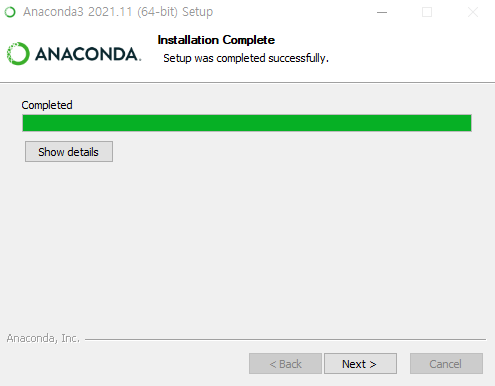 Anaconda3 2021.11 (64-bit) Setup
ANACONDA.
Installation Complete
Setup was completed successfully.
Completed
Show details
Anaconda, Inc.
< Back
Next >
Cancel